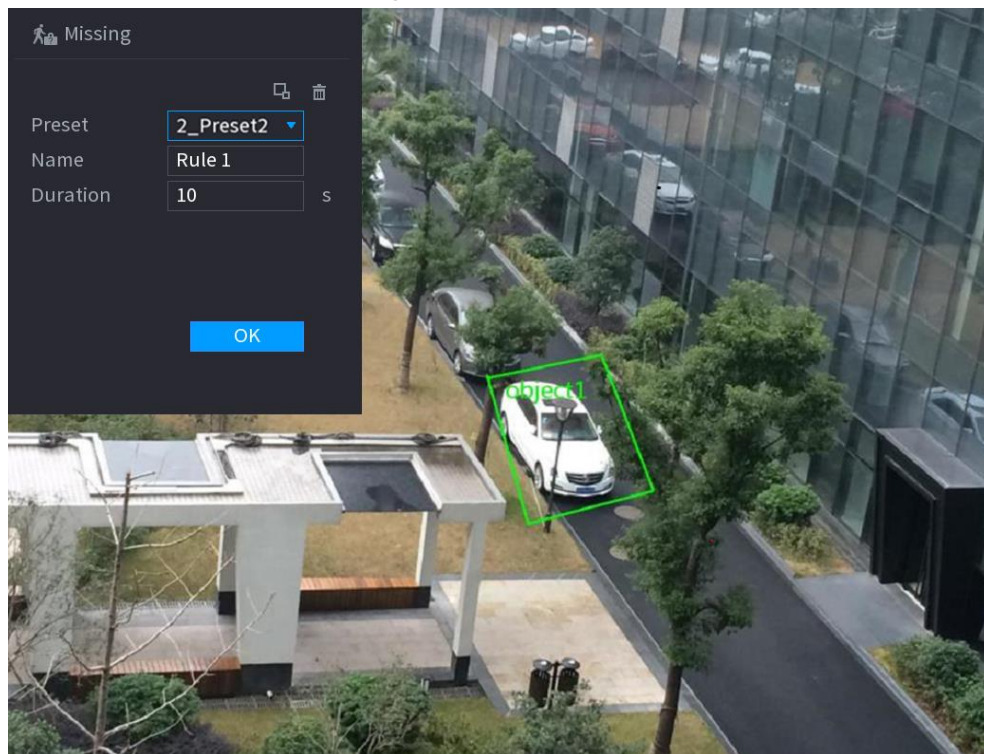 Missing
Preset 2_Preset2
Name Rule 1
Duration 10 s
OK
object1